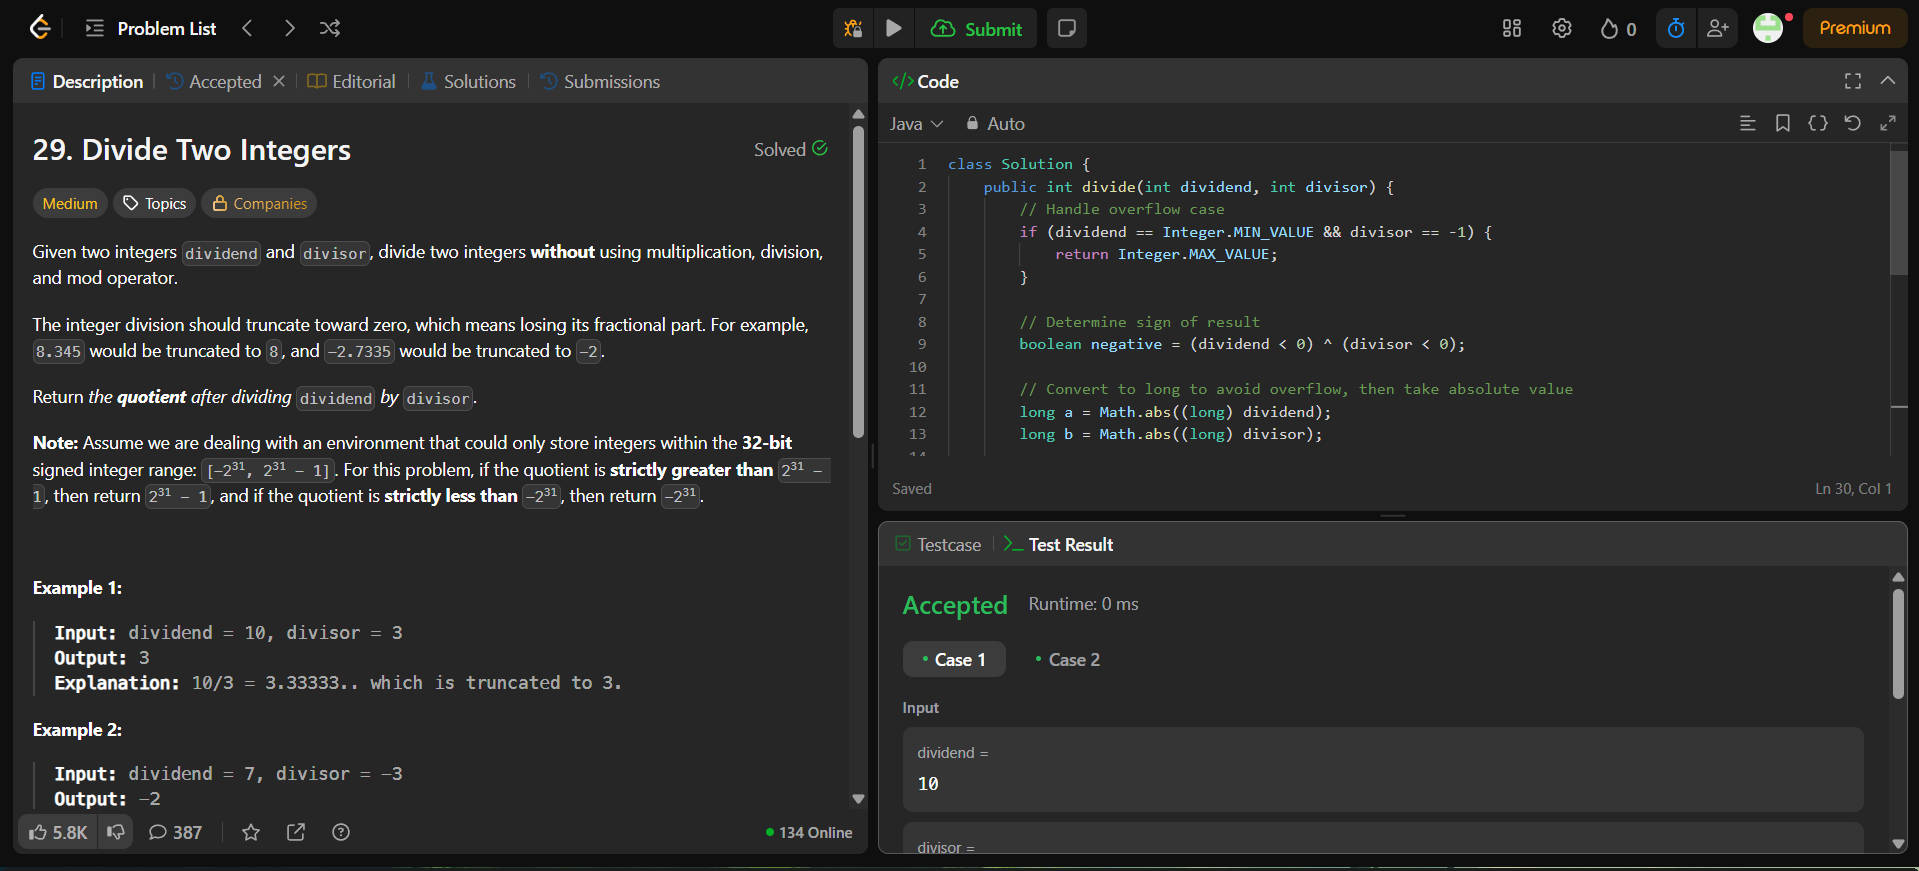 Problem List
Submit
0
Premium
Description
Accepted
Editorial
Solutions
Submissions
29. Divide Two Integers
Solved
Medium
Topics
Companies
Given two integers dividend and divisor, divide two integers without using multiplication, division,
and mod operator.
The integer division should truncate toward zero, which means losing its fractional part. For example,
8.345 would be truncated to 8, and −2.7335 would be truncated to −2.
Return the quotient after dividing dividend by divisor.
Note: Assume we are dealing with an environment that could only store integers within the 32-bit
signed integer range: [−2³¹, 2³¹ − 1]. For this problem, if the quotient is strictly greater than 2³¹ −
1, then return 2³¹ − 1, and if the quotient is strictly less than −2³¹, then return −2³¹.
Example 1:
Input: dividend = 10, divisor = 3
Output: 3
Explanation: 10/3 = 3.33333.. which is truncated to 3.
Example 2:
Input: dividend = 7, divisor = −3
Output: −2
5.8K
387
134 Online
</> Code
Java
Auto
1 class Solution {
2 public int divide(int dividend, int divisor) {
3 // Handle overflow case
4 if (dividend == Integer.MIN_VALUE && divisor == -1) {
5 return Integer.MAX_VALUE;
6 }
7
8 // Determine sign of result
9 boolean negative = (dividend < 0) ^ (divisor < 0);
10
11 // Convert to long to avoid overflow, then take absolute value
12 long a = Math.abs((long) dividend);
13 long b = Math.abs((long) divisor);
14
Saved
Ln 30, Col 1
Testcase
>_ Test Result
Accepted
Runtime: 0 ms
Case 1
Case 2
Input
dividend =
10
divisor =